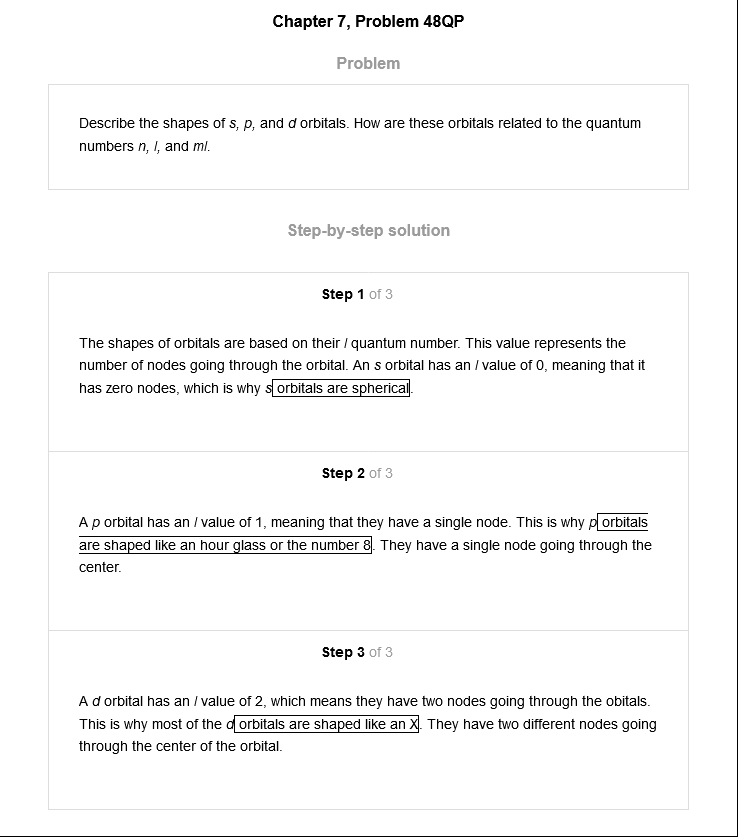 Chapter 7, Problem 48QP
Problem
Describe the shapes of s, p, and d orbitals. How are these orbitals related to the quantum
numbers n, l, and ml.
Step-by-step solution
Step 1 of 3
The shapes of orbitals are based on their l quantum number. This value represents the
number of nodes going through the orbital. An s orbital has an l value of 0, meaning that it
has zero nodes, which is why s orbitals are spherical.
Step 2 of 3
A p orbital has an l value of 1, meaning that they have a single node. This is why p orbitals
are shaped like an hour glass or the number 8. They have a single node going through the
center.
Step 3 of 3
A d orbital has an l value of 2, which means they have two nodes going through the obitals.
This is why most of the d orbitals are shaped like an X. They have two different nodes going
through the center of the orbital.